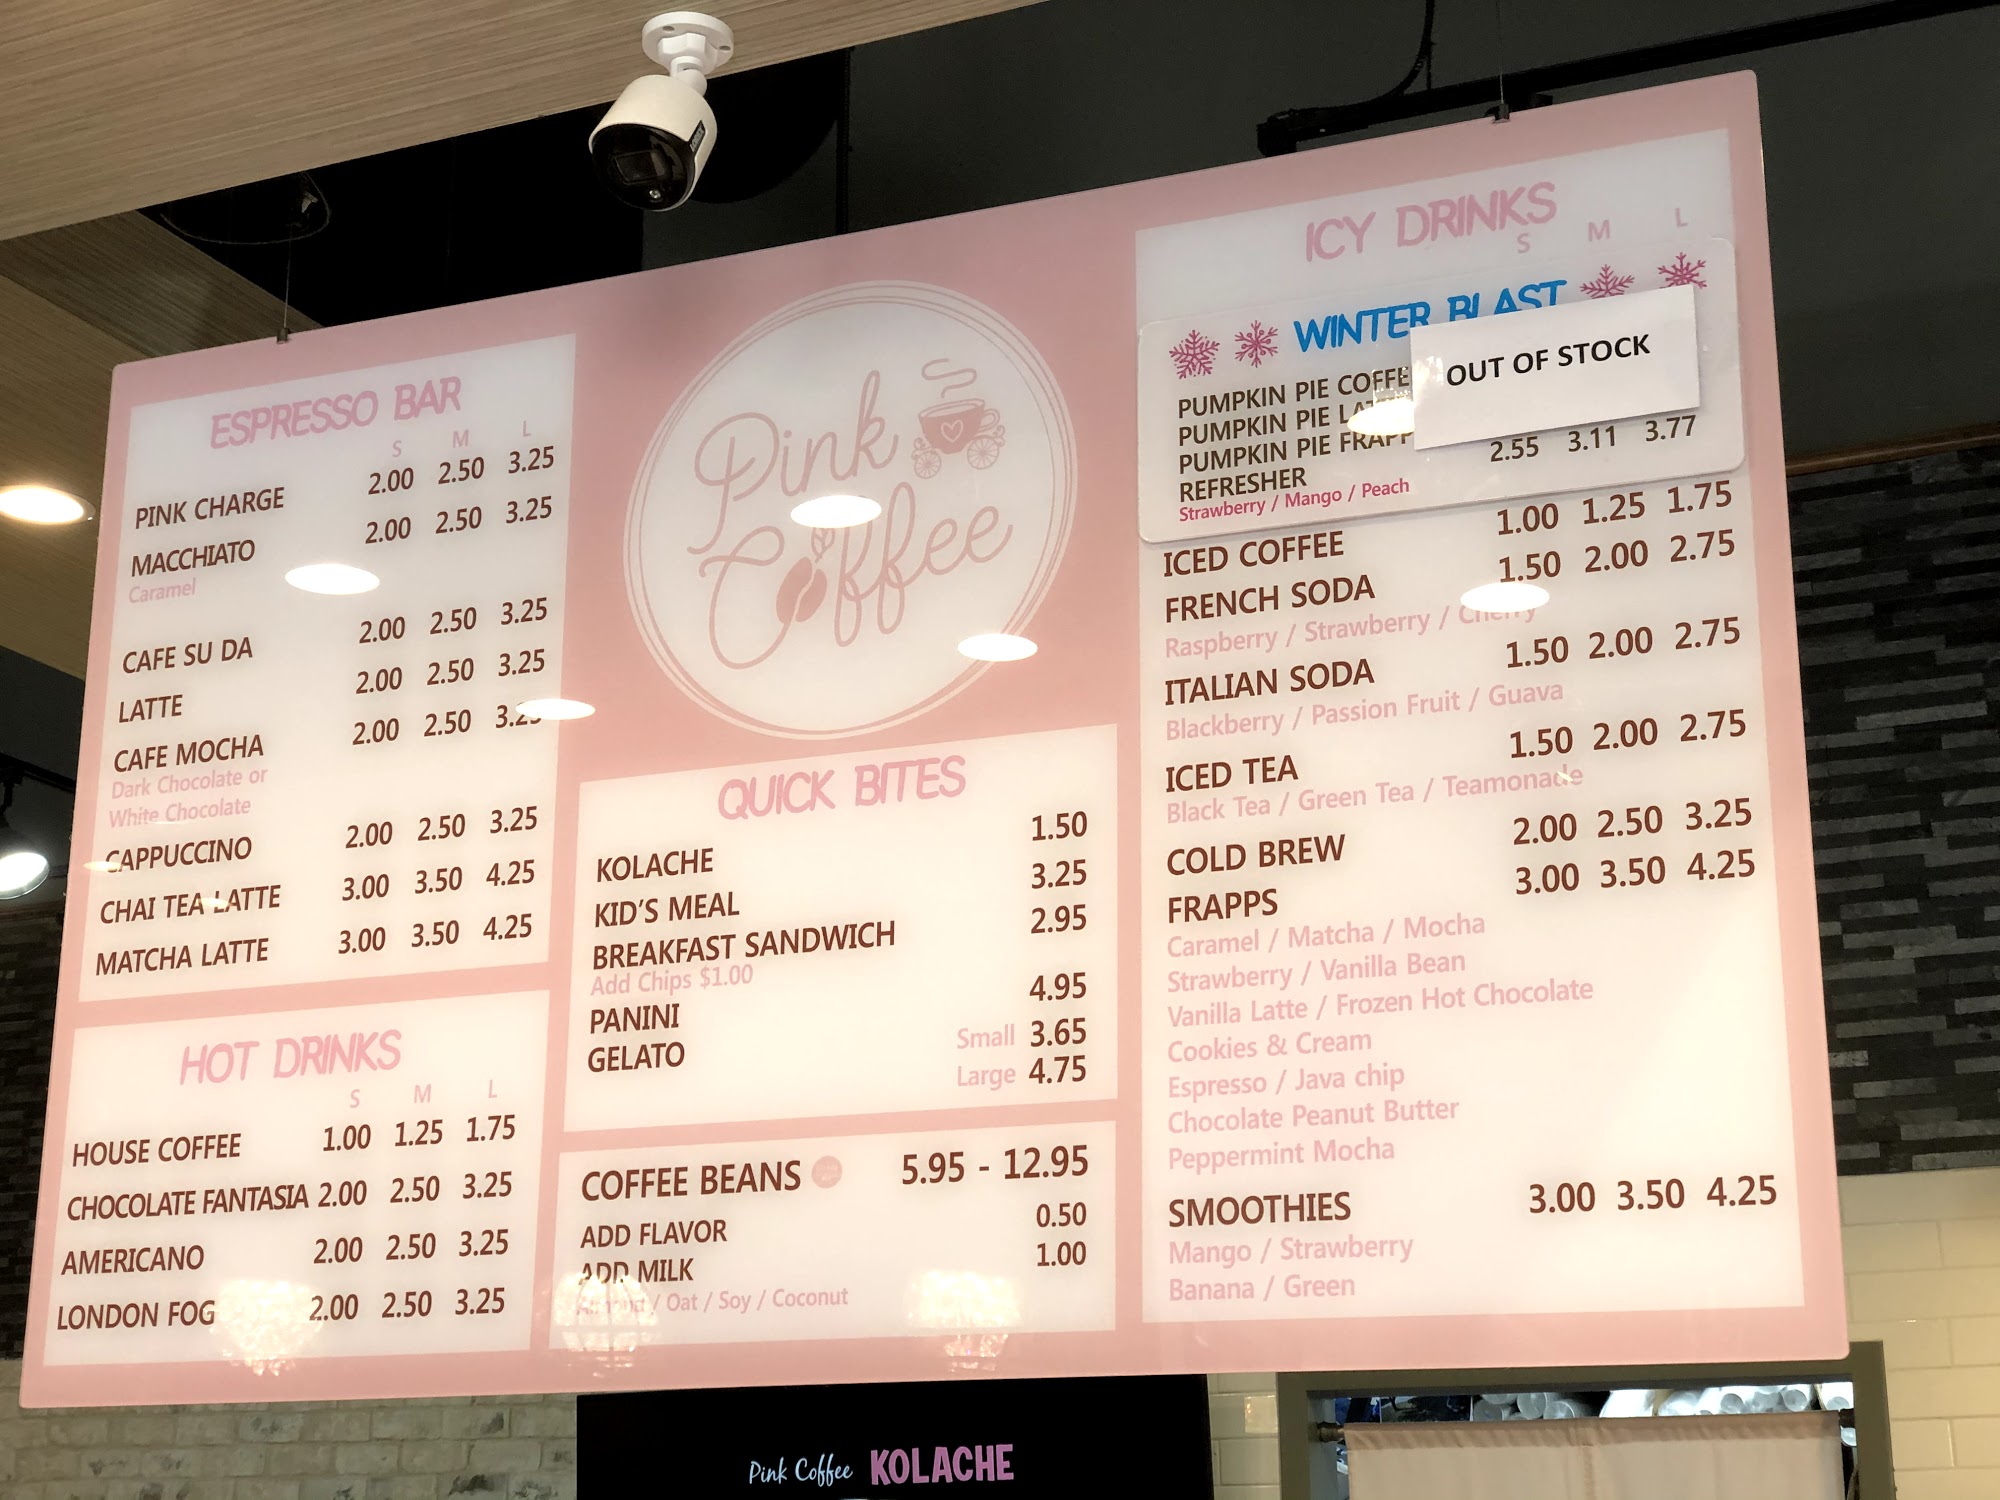 ESPRESSO BAR
S M L
PINK CHARGE 2.00 2.50 3.25
MACCHIATO 2.00 2.50 3.25
Caramel
CAFE SU DA 2.00 2.50 3.25
LATTE 2.00 2.50 3.25
CAFE MOCHA 2.00 2.50 3.25
Dark Chocolate or
White Chocolate
CAPPUCCINO 2.00 2.50 3.25
CHAI TEA LATTE 3.00 3.50 4.25
MATCHA LATTE 3.00 3.50 4.25
HOT DRINKS
S M L
HOUSE COFFEE 1.00 1.25 1.75
CHOCOLATE FANTASIA 2.00 2.50 3.25
AMERICANO 2.00 2.50 3.25
LONDON FOG 2.00 2.50 3.25
Pink
Coffee
QUICK BITES
KOLACHE 1.50
KID'S MEAL 3.25
BREAKFAST SANDWICH 2.95
Add Chips $1.00
PANINI 4.95
GELATO Small 3.65
Large 4.75
COFFEE BEANS 5.95 - 12.95
ADD FLAVOR 0.50
ADD MILK 1.00
Almond / Oat / Soy / Coconut
ICY DRINKS
S M L
WINTER BLAST
OUT OF STOCK
PUMPKIN PIE COFFE
PUMPKIN PIE LATTE
PUMPKIN PIE FRAPP
REFRESHER 2.55 3.11 3.77
Strawberry / Mango / Peach
ICED COFFEE 1.00 1.25 1.75
FRENCH SODA 1.50 2.00 2.75
Raspberry / Strawberry / Cherry
ITALIAN SODA 1.50 2.00 2.75
Blackberry / Passion Fruit / Guava
ICED TEA 1.50 2.00 2.75
Black Tea / Green Tea / Teamonade
COLD BREW 2.00 2.50 3.25
FRAPPS 3.00 3.50 4.25
Caramel / Matcha / Mocha
Strawberry / Vanilla Bean
Vanilla Latte / Frozen Hot Chocolate
Cookies & Cream
Espresso / Java chip
Chocolate Peanut Butter
Peppermint Mocha
SMOOTHIES 3.00 3.50 4.25
Mango / Strawberry
Banana / Green
Pink Coffee KOLACHE